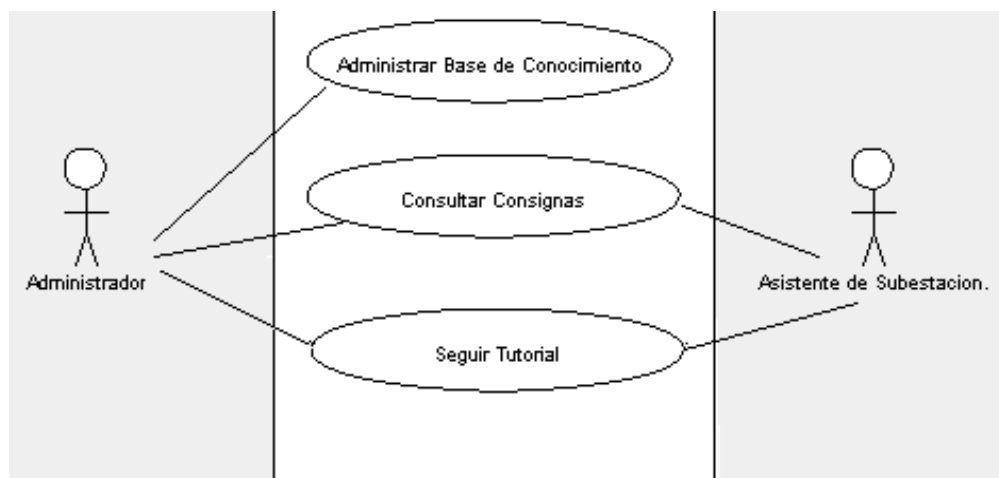 Administrar Base de Conocimiento
Consultar Consignas
Administrador
Asistente de Subestacion.
Seguir Tutorial